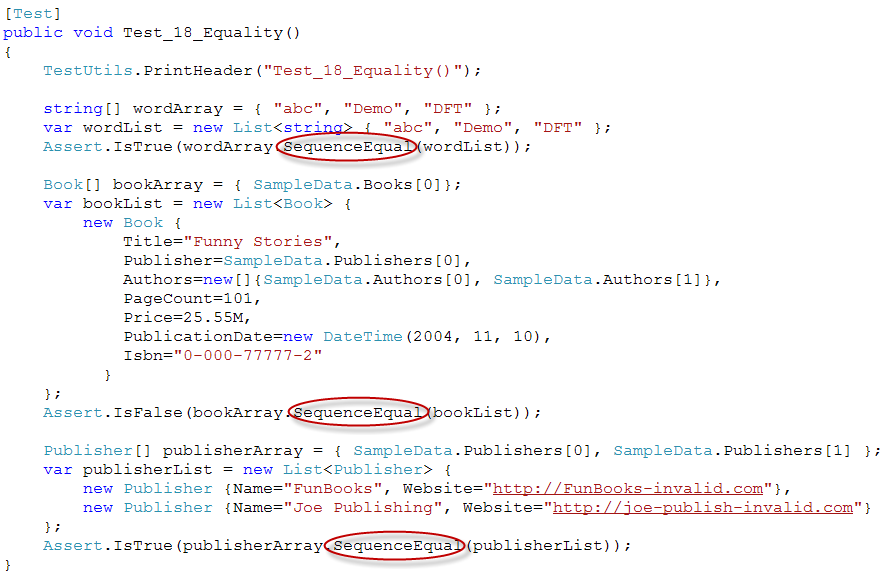 [Test]
public void Test_18_Equality()
{
    TestUtils.PrintHeader("Test_18_Equality()");
    string[] wordArray = { "abc", "Demo", "DFT" };
    var wordList = new List<string> { "abc", "Demo", "DFT" };
    Assert.IsTrue(wordArray.SequenceEqual(wordList));
    Book[] bookArray = { SampleData.Books[0]};
    var bookList = new List<Book> {
        new Book {
            Title="Funny Stories",
            Publisher=SampleData.Publishers[0],
            Authors=new[]{SampleData.Authors[0], SampleData.Authors[1]},
            PageCount=101,
            Price=25.55M,
            PublicationDate=new DateTime(2004, 11, 10),
            Isbn="0-000-77777-2"
          }
    };
    Assert.IsFalse(bookArray.SequenceEqual(bookList));
    Publisher[] publisherArray = { SampleData.Publishers[0], SampleData.Publishers[1] };
    var publisherList = new List<Publisher> {
        new Publisher {Name="FunBooks", Website="http://FunBooks-invalid.com"},
        new Publisher {Name="Joe Publishing", Website="http://joe-publish-invalid.com"}
    };
    Assert.IsTrue(publisherArray.SequenceEqual(publisherList));
}